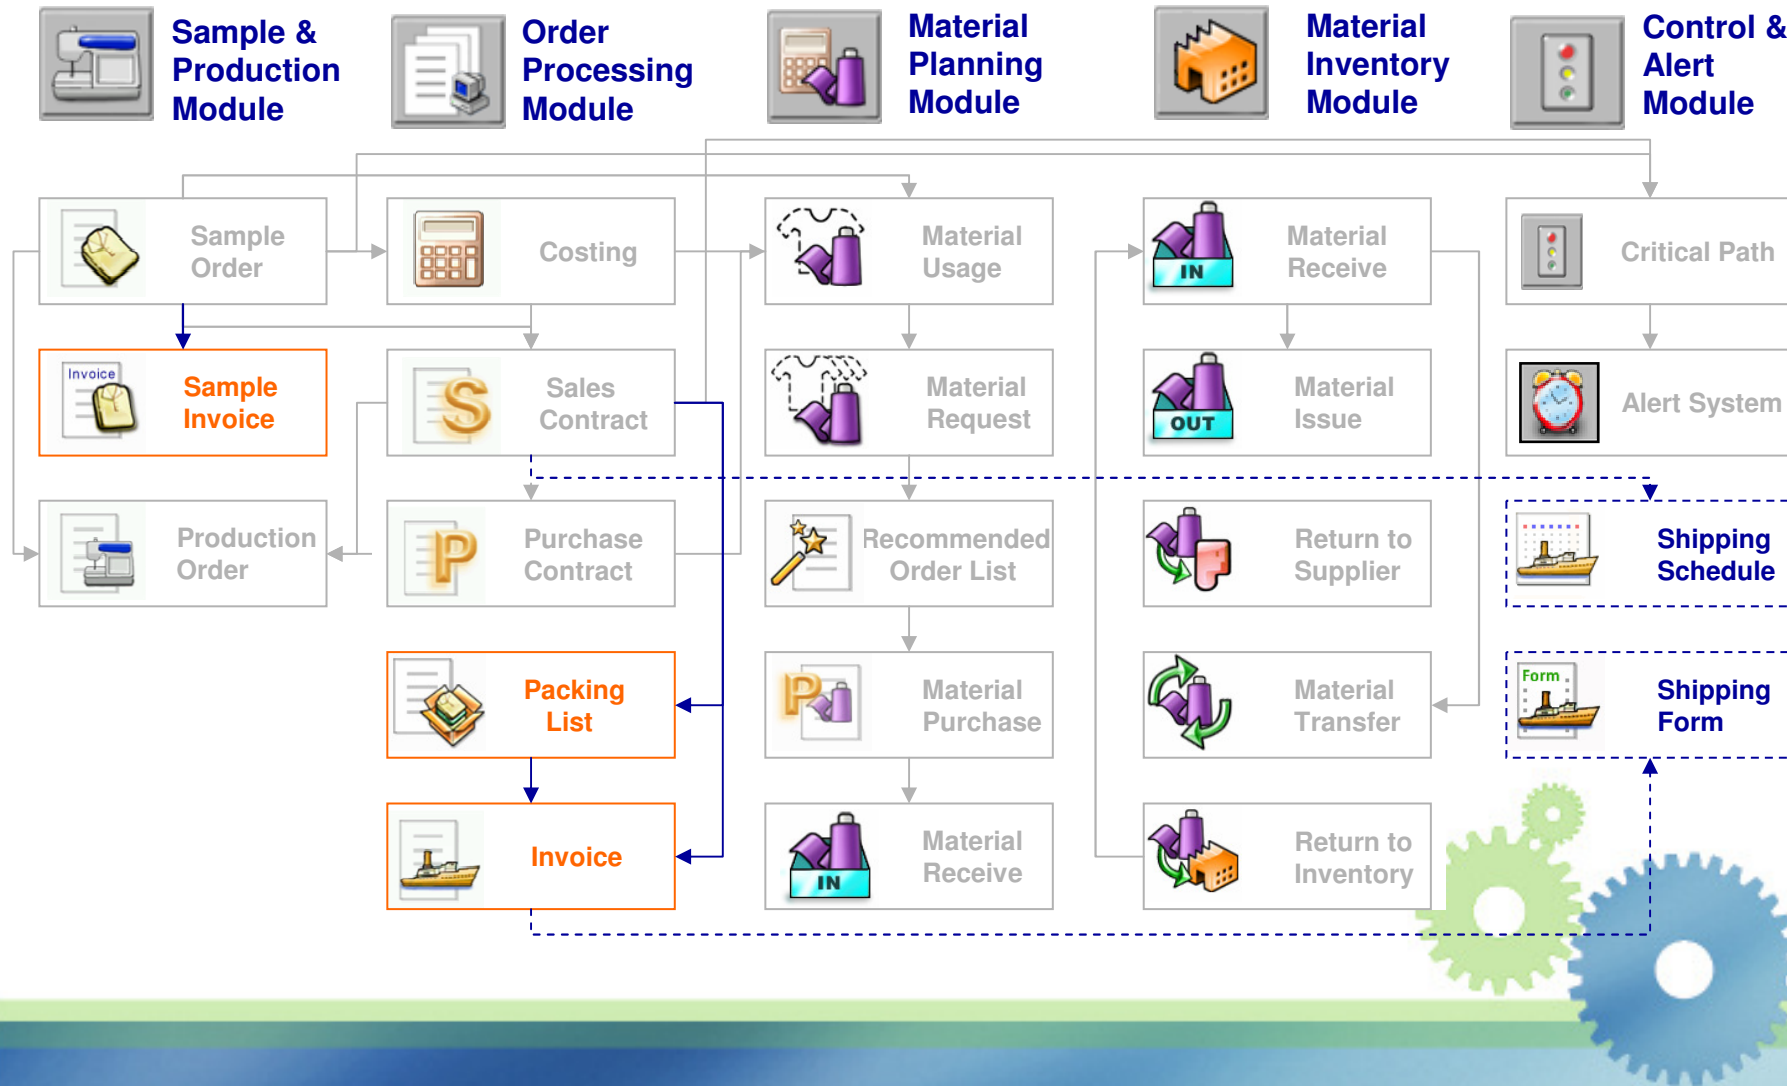 Sample &
Production
Module
Order
Processing
Module
Material
Planning
Module
Material
Inventory
Module
Control &
Alert
Module
Sample
Order
Costing
Material
Usage
IN
Material
Receive
Critical Path
Invoice
Sample
Invoice
S
Sales
Contract
Material
Request
OUT
Material
Issue
Alert System
Production
Order
P
Purchase
Contract
Recommended
Order List
Return to
Supplier
Shipping
Schedule
Packing
List
P
Material
Purchase
Material
Transfer
Form
Shipping
Form
Invoice
IN
Material
Receive
Return to
Inventory